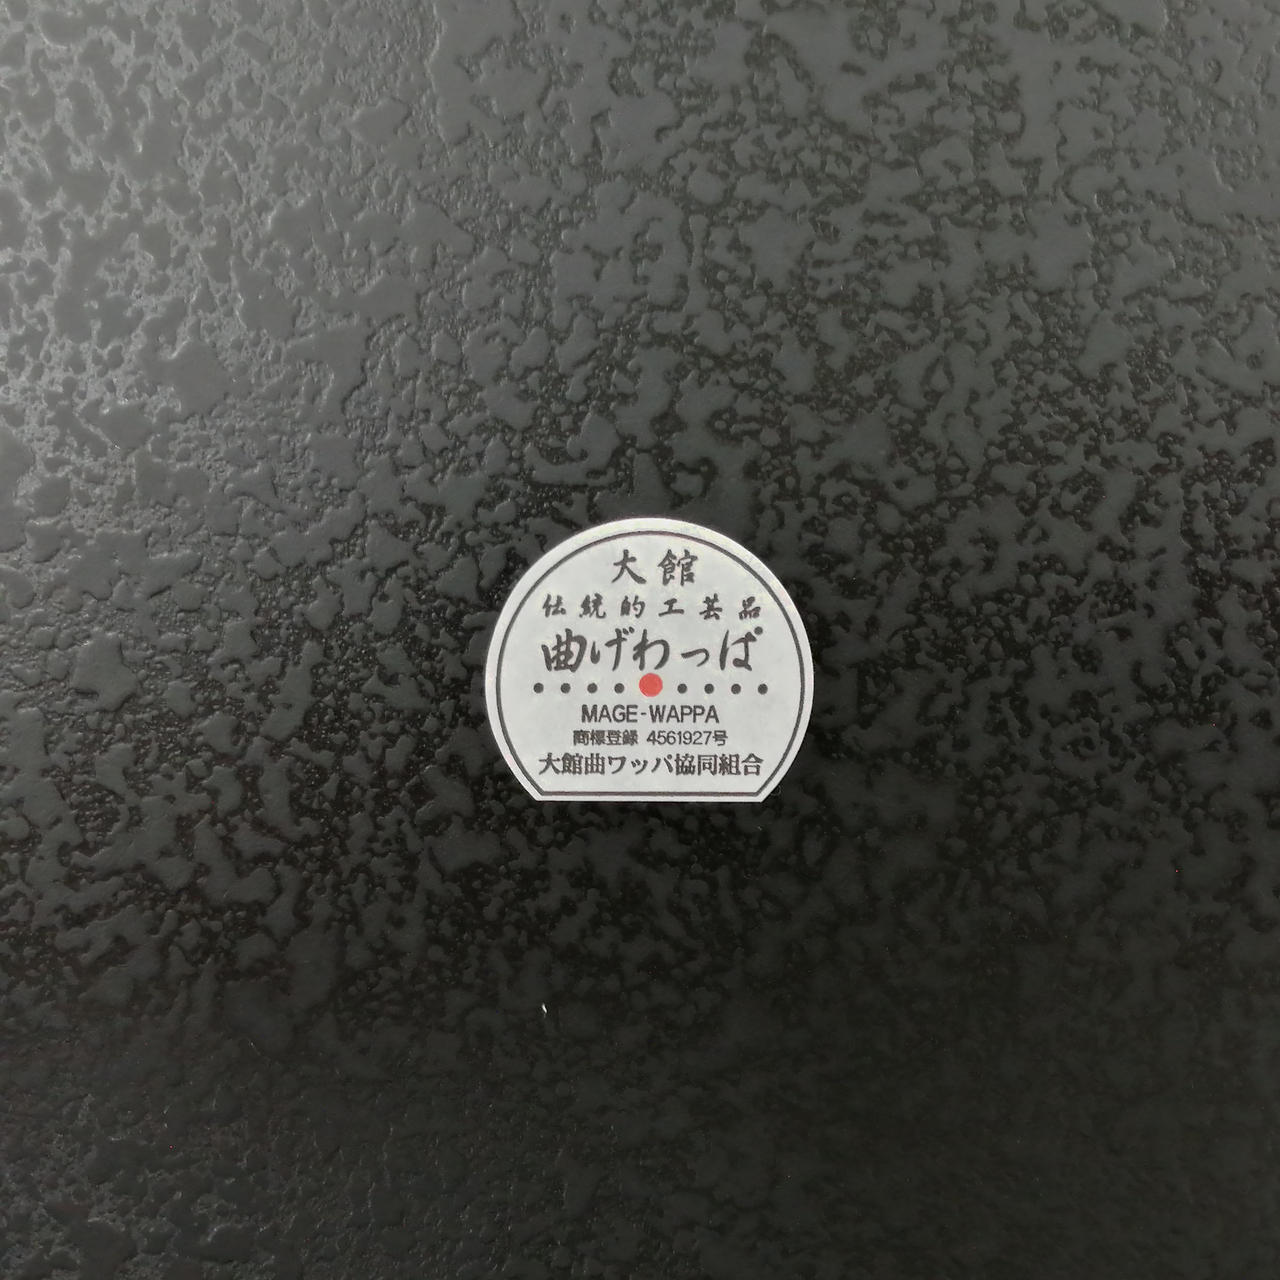 大館
伝統的工芸品
曲げわっぱ
MAGE-WAPPA
商標登録 4561927号
大館曲ワッパ協同組合